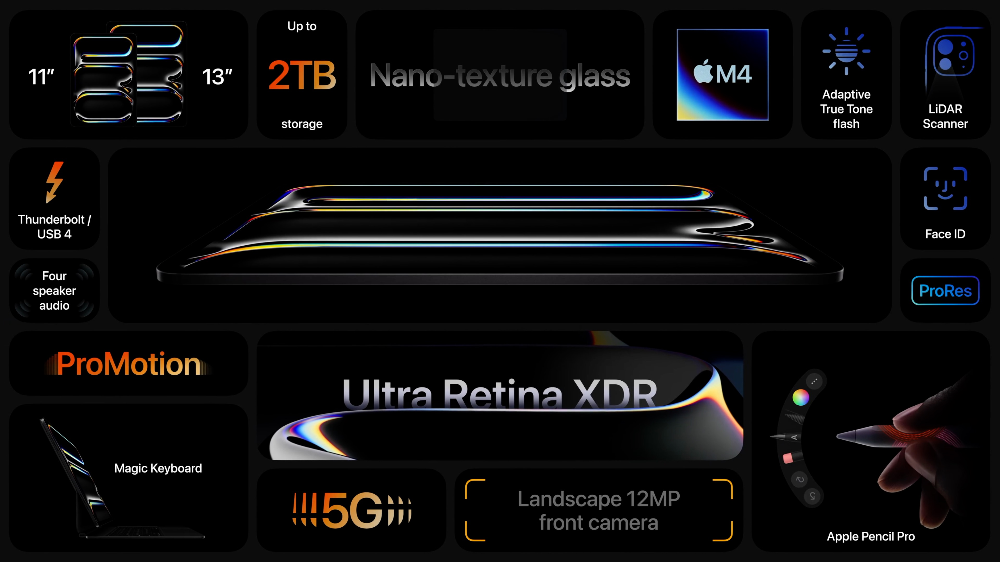 11″
13″
Up to
2TB
storage
Nano-texture glass
M4
Adaptive
True Tone
flash
LiDAR
Scanner
Thunderbolt /
USB 4
Face ID
Four
speaker
audio
ProRes
ProMotion
Ultra Retina XDR
Magic Keyboard
5G
Landscape 12MP
front camera
A
Apple Pencil Pro